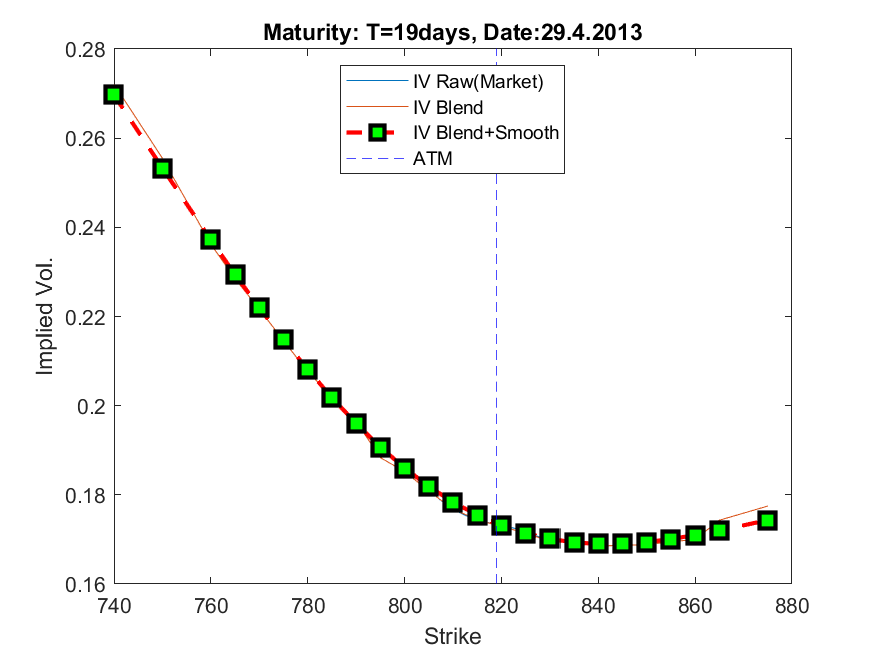 Maturity: T=19days, Date:29.4.2013
0.28
IV Raw(Market)
IV Blend
IV Blend+Smooth
ATM
0.26
0.24
0.22
0.2
0.18
0.16
Implied Vol.
740
760
780
800
820
840
860
880
Strike